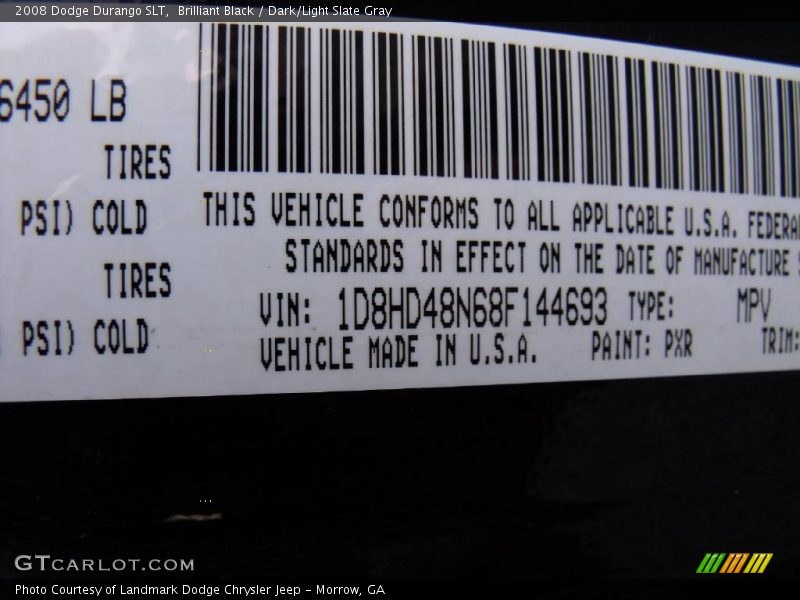 2008 Dodge Durango SLT,  Brilliant Black / Dark/Light Slate Gray
6450 LB
TIRES
PSI) COLD
TIRES
PSI) COLD
THIS VEHICLE CONFORMS TO ALL APPLICABLE U.S.A. FEDERAL
STANDARDS IN EFFECT ON THE DATE OF MANUFACTURE
VIN: 1D8HD48N68F144693 TYPE: MPV
VEHICLE MADE IN U.S.A. PAINT: PXR TRIM:
GTCARLOT.COM
Photo Courtesy of Landmark Dodge Chrysler Jeep – Morrow, GA